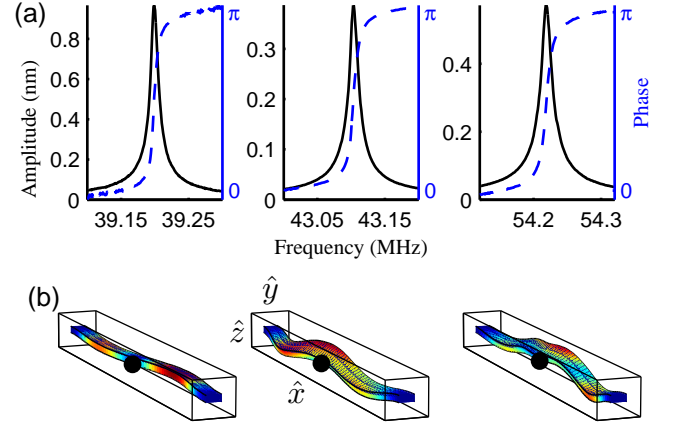 (a)
Amplitude (nm)
0.8
0.6
0.4
0.2
0
π
0
39.15 39.25
0.3
0.15
0
π
0
43.05 43.15
0.4
0.2
0
π
0
54.2 54.3
Phase
Frequency (MHz)
(b)
ŷ
ẑ
x̂